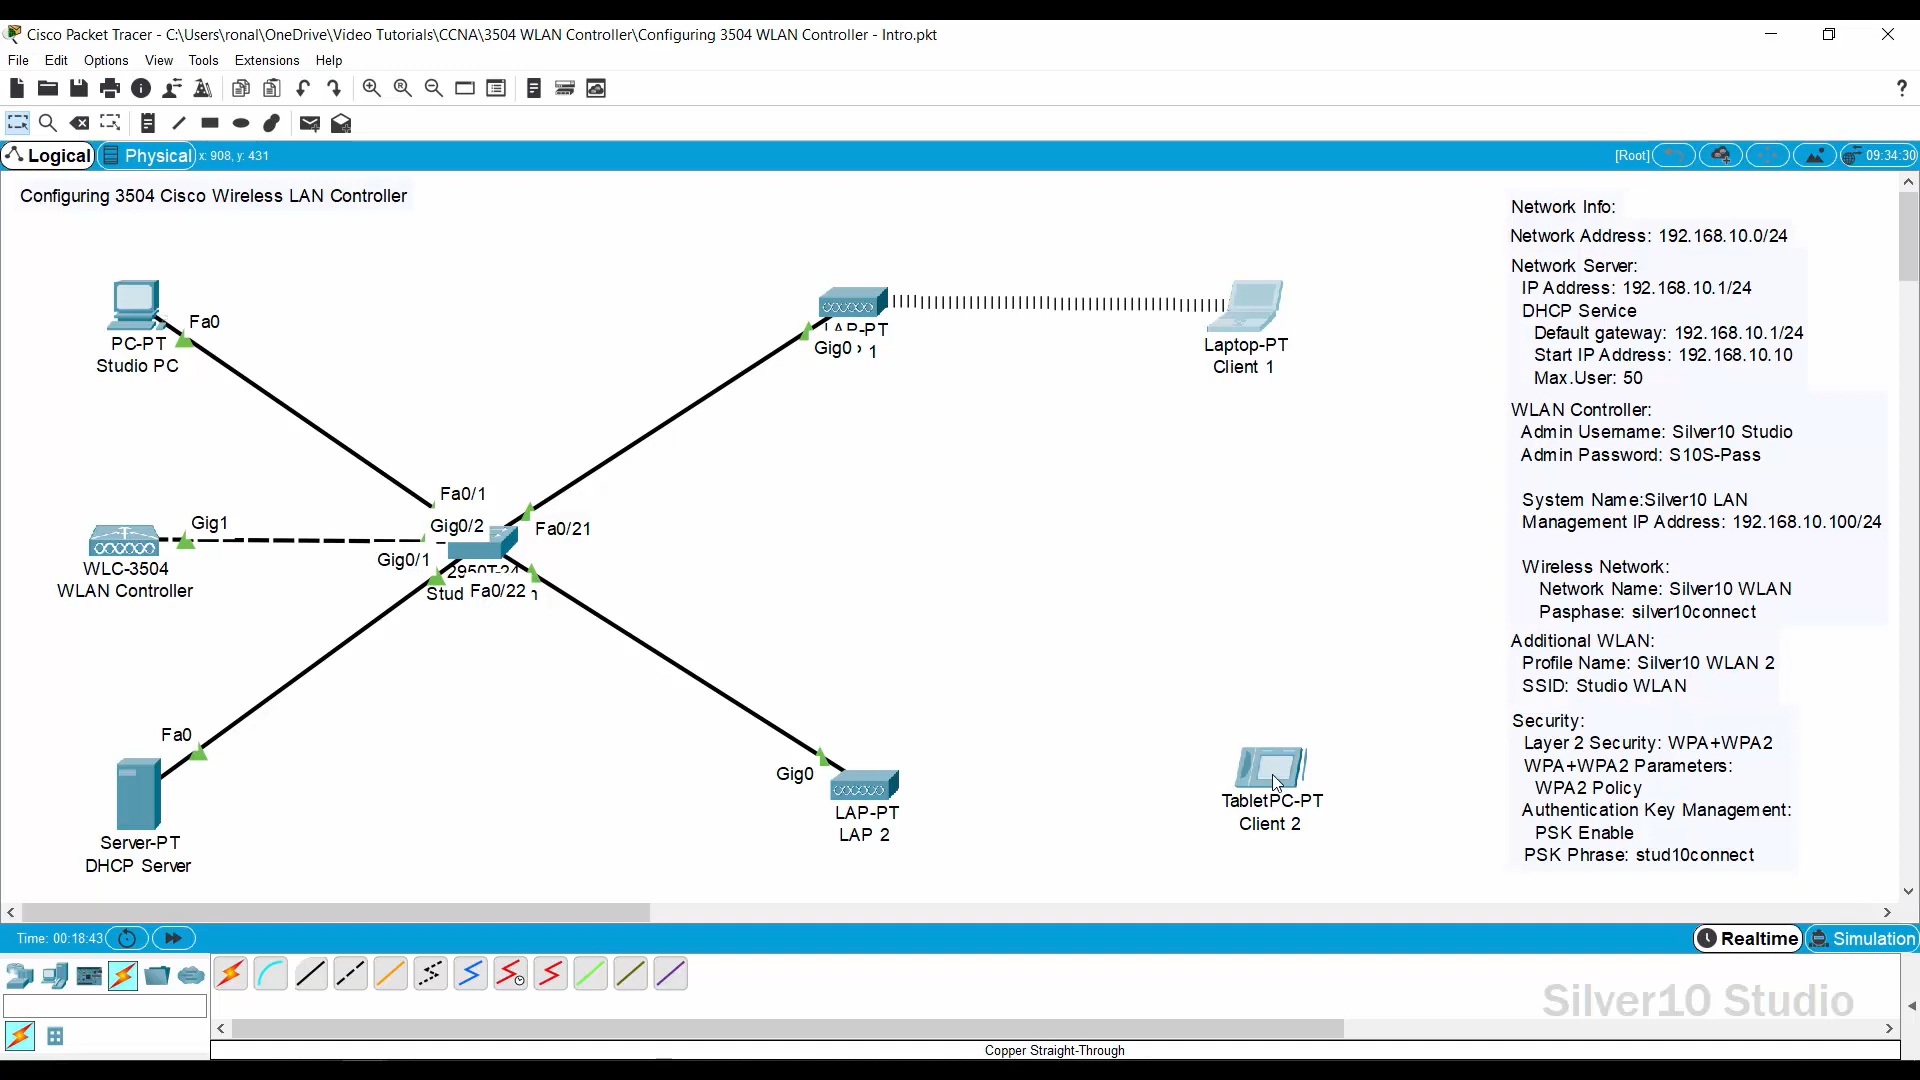 Cisco Packet Tracer - C:\Users\ronal\OneDrive\Video Tutorials\CCNA\3504 WLAN Controller\Configuring 3504 WLAN Controller - Intro.pkt
File Edit Options View Tools Extensions Help
?
Logical Physical x: 908, y: 431 [Root] 09:34:30
Configuring 3504 Cisco Wireless LAN Controller
Fa0
PC-PT
Studio PC
Gig1
WLC-3504
WLAN Controller
Fa0
Server-PT
DHCP Server
Fa0/1
Gig0/2
Fa0/21
Gig0/1
2950T-24
Stud Fa0/22
LAP-PT
Gig0 1
Gig0
LAP-PT
LAP 2
Laptop-PT
Client 1
TabletPC-PT
Client 2
Network Info:
Network Address: 192.168.10.0/24
Network Server:
IP Address: 192.168.10.1/24
DHCP Service
Default gateway: 192.168.10.1/24
Start IP Address: 192.168.10.10
Max.User: 50
WLAN Controller:
Admin Username: Silver10 Studio
Admin Password: S10S-Pass
System Name:Silver10 LAN
Management IP Address: 192.168.10.100/24
Wireless Network:
Network Name: Silver10 WLAN
Pasphase: silver10connect
Additional WLAN:
Profile Name: Silver10 WLAN 2
SSID: Studio WLAN
Security:
Layer 2 Security: WPA+WPA2
WPA+WPA2 Parameters:
WPA2 Policy
Authentication Key Management:
PSK Enable
PSK Phrase: stud10connect
Time: 00:18:43 Realtime Simulation
Silver10 Studio
Copper Straight-Through